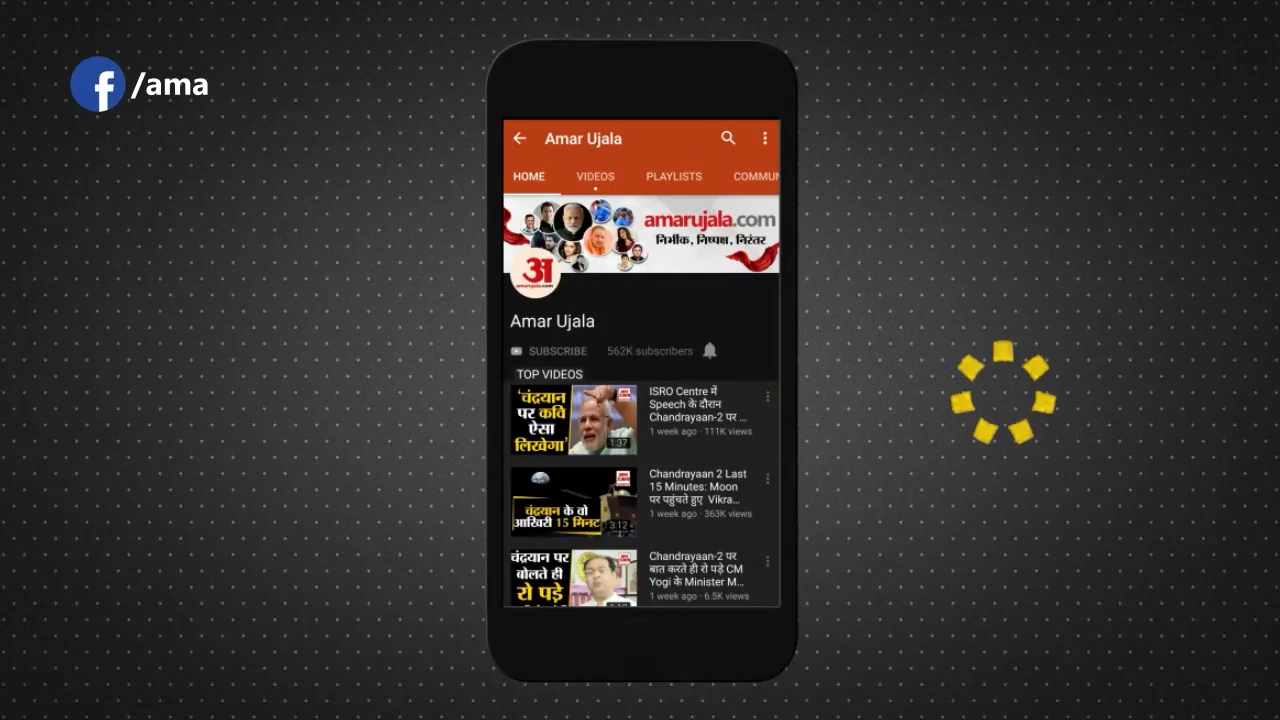 /ama
Amar Ujala
HOME VIDEOS PLAYLISTS COMMUN
amarujala.com
निर्भीक, निष्पक्ष, निरंतर
अ
amarujala.com
Amar Ujala
SUBSCRIBE 562K subscribers
TOP VIDEOS
'चंद्रयान
पर कवि
ऐसा
लिखेगा'
1:37
ISRO Centre में
Speech के दौरान
Chandrayaan-2 पर ...
1 week ago · 111K views
चंद्रयान के वो
आखिरी 15 मिनट
3:12
Chandrayaan 2 Last
15 Minutes: Moon
पर पहुंचते हुए Vikra...
1 week ago · 363K views
चंद्रयान पर
बोलते ही
रो पड़े
Chandrayaan-2 पर
बात करते ही रो पड़े CM
Yogi के Minister M...
1 week ago · 6.5K views